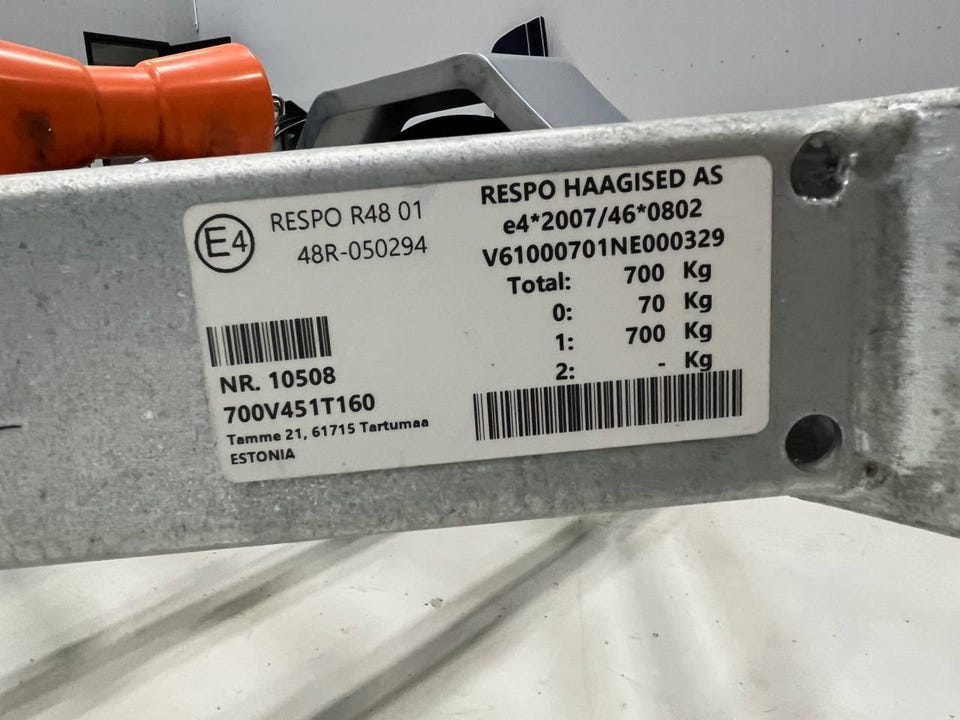 E4
RESPO R48 01
48R-050294
NR. 10508
700V451T160
Tamme 21, 61715 Tartumaa
ESTONIA
RESPO HAAGISED AS
e4*2007/46*0802
V61000701NE000329
Total: 700 Kg
0: 70 Kg
1: 700 Kg
2: - Kg